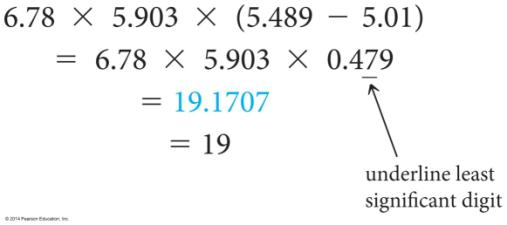 6.78 × 5.903 × (5.489 − 5.01)
= 6.78 × 5.903 × 0.479
= 19.1707
= 19
underline least
significant digit
© 2014 Pearson Education, Inc.